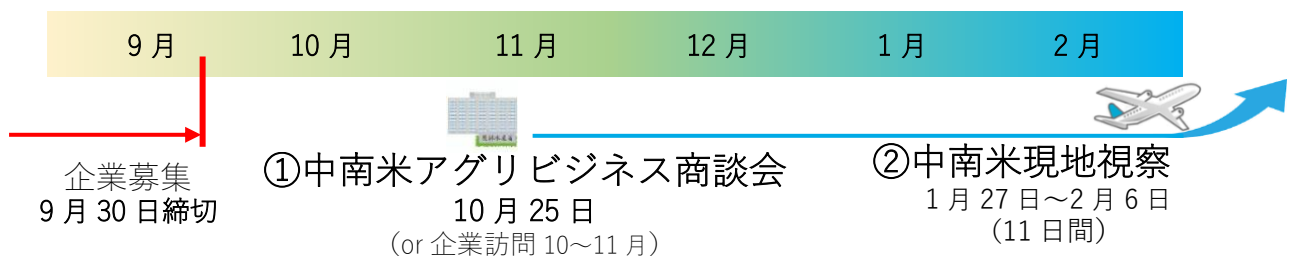 9月 10月 11月 12月 1月 2月
企業募集
9月30日締切
①中南米アグリビジネス商談会
10月25日
（or 企業訪問 10～11月）
②中南米現地視察
1月27日～2月6日
(11日間)